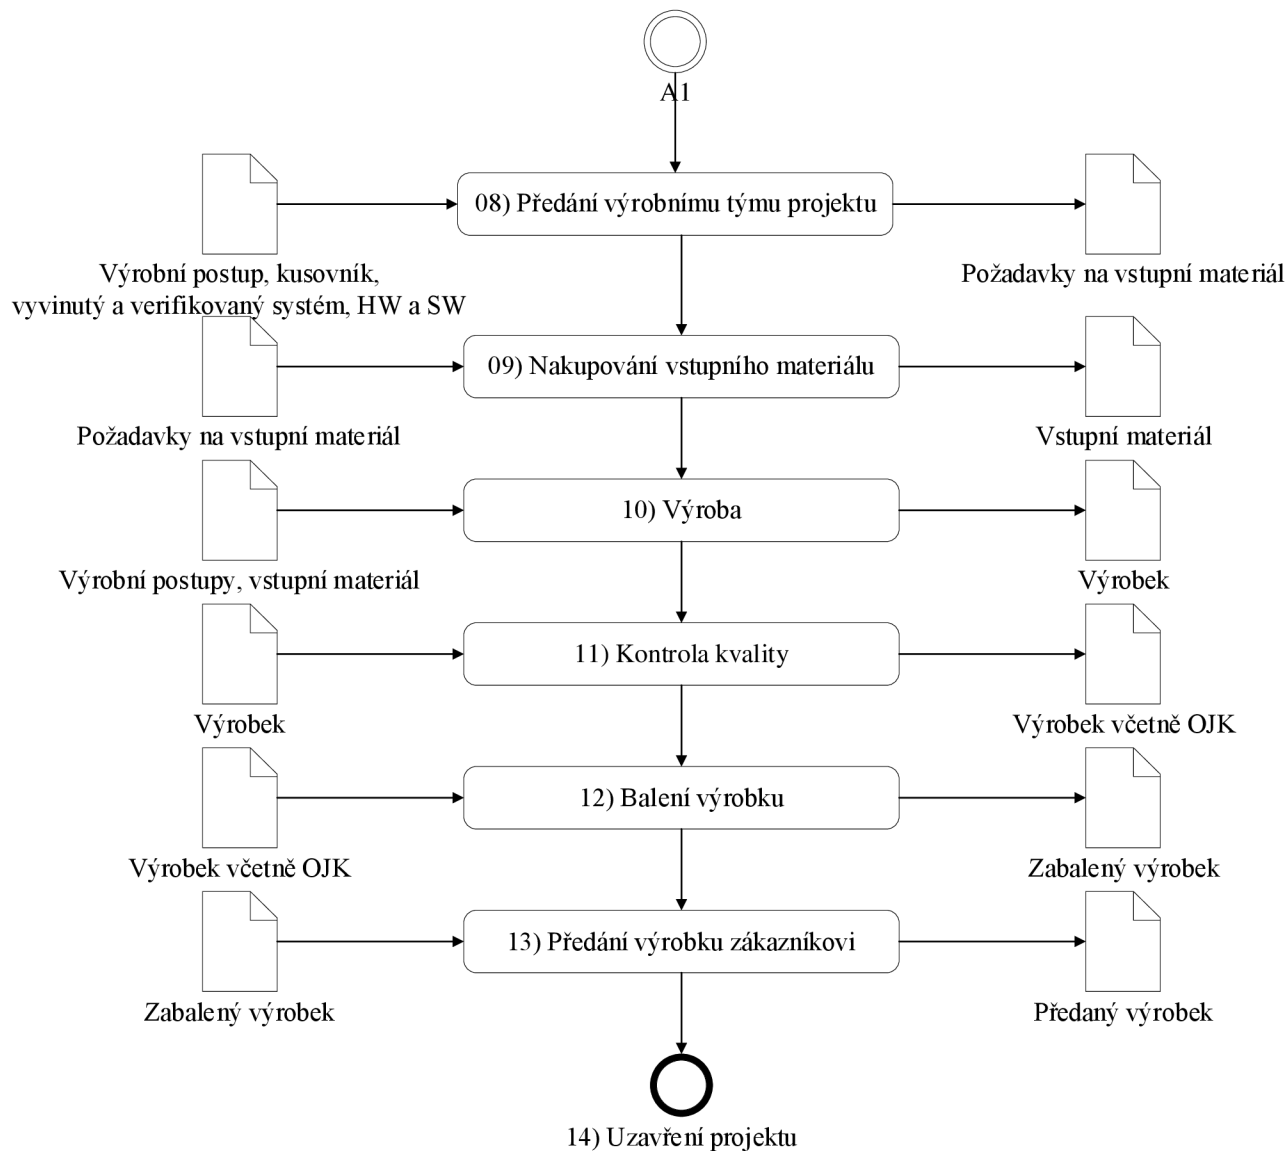 A1
08) Předání výrobnímu týmu projektu
Výrobní postup, kusovník,
vyvinutý a verifikovaný systém, HW a SW
Požadavky na vstupní materiál
09) Nakupování vstupního materiálu
Požadavky na vstupní materiál
Vstupní materiál
10) Výroba
Výrobní postupy, vstupní materiál
Výrobek
11) Kontrola kvality
Výrobek
Výrobek včetně OJK
12) Balení výrobku
Výrobek včetně OJK
Zabalený výrobek
13) Předání výrobku zákazníkovi
Zabalený výrobek
Předaný výrobek
14) Uzavření projektu